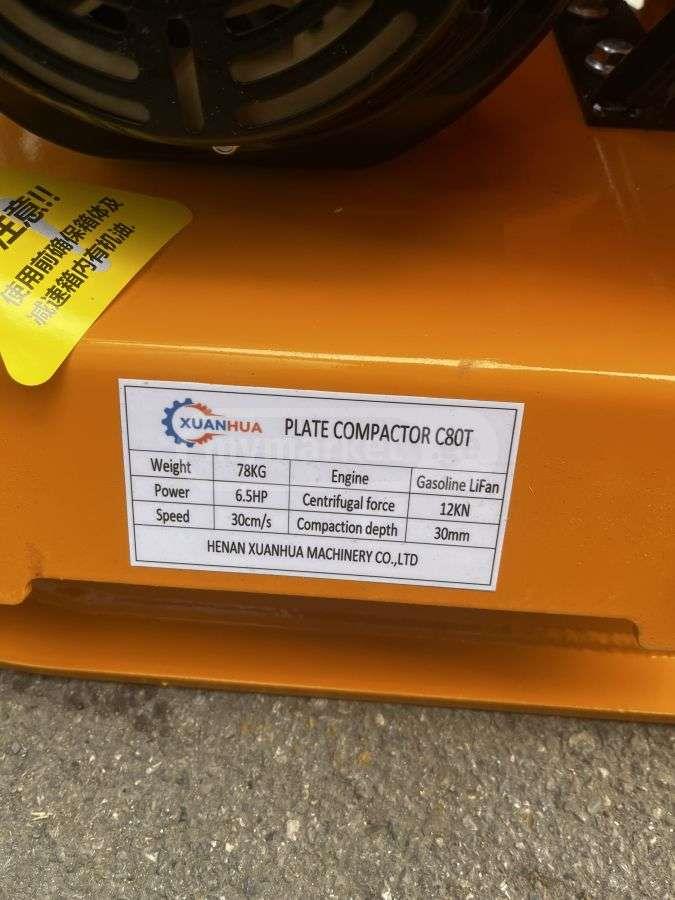 注意!!!
使用前确保箱体及
减速箱内有机油.
XUANHUA
PLATE COMPACTOR C80T
Weight 78KG Engine Gasoline LiFan
Power 6.5HP Centrifugal force 12KN
Speed 30cm/s Compaction depth 30mm
HENAN XUANHUA MACHINERY CO.,LTD